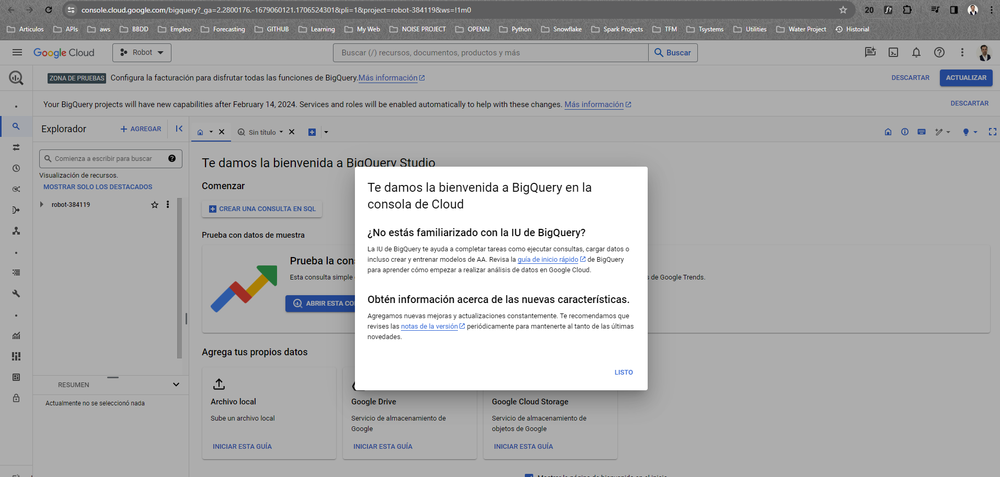 console.cloud.google.com/bigquery?_ga=2.2800176.-1679060121.1706524301&pli=1&project=robot-384119&ws=!1m0
20
f?
Articulos APIs aws BBDD Empleo Forecasting GITHUB Learning My Web NOISE PROJECT OPENAI Python Snowflake Spark Projects TFM Tsystems Utilities Water Project Historial
Google Cloud
Robot
Buscar (/) recursos, documentos, productos y más
Buscar
ZONA DE PRUEBAS Configura la facturación para disfrutar todas las funciones de BigQuery. Más información
DESCARTAR
ACTUALIZAR
Your BigQuery projects will have new capabilities after February 14, 2024. Services and roles will be enabled automatically to help with these changes. Más información
DESCARTAR
Explorador
AGREGAR
Comienza a escribir para buscar
Visualización de recursos.
MOSTRAR SOLO LOS DESTACADOS
robot-384119
RESUMEN
Actualmente no se seleccionó nada
Sin título
Te damos la bienvenida a BigQuery Studio
Comenzar
CREAR UNA CONSULTA EN SQL
Prueba con datos de muestra
Prueba la con
Esta consulta simple
s de Google Trends.
ABRIR ESTA CO
Agrega tus propios datos
Archivo local
Sube un archivo local
INICIAR ESTA GUÍA
Google Drive
Servicio de almacenamiento de
Google
INICIAR ESTA GUÍA
Google Cloud Storage
Servicio de almacenamiento de
objetos de Google
INICIAR ESTA GUÍA
Mostrar la página de bienvenida en el inicio
Te damos la bienvenida a BigQuery en la
consola de Cloud
¿No estás familiarizado con la IU de BigQuery?
La IU de BigQuery te ayuda a completar tareas como ejecutar consultas, cargar datos o
incluso crear y entrenar modelos de AA. Revisa la guía de inicio rápido de BigQuery
para aprender cómo empezar a realizar análisis de datos en Google Cloud.
Obtén información acerca de las nuevas características.
Agregamos nuevas mejoras y actualizaciones constantemente. Te recomendamos que
revises las notas de la versión periódicamente para mantenerte al tanto de las últimas
novedades.
LISTO